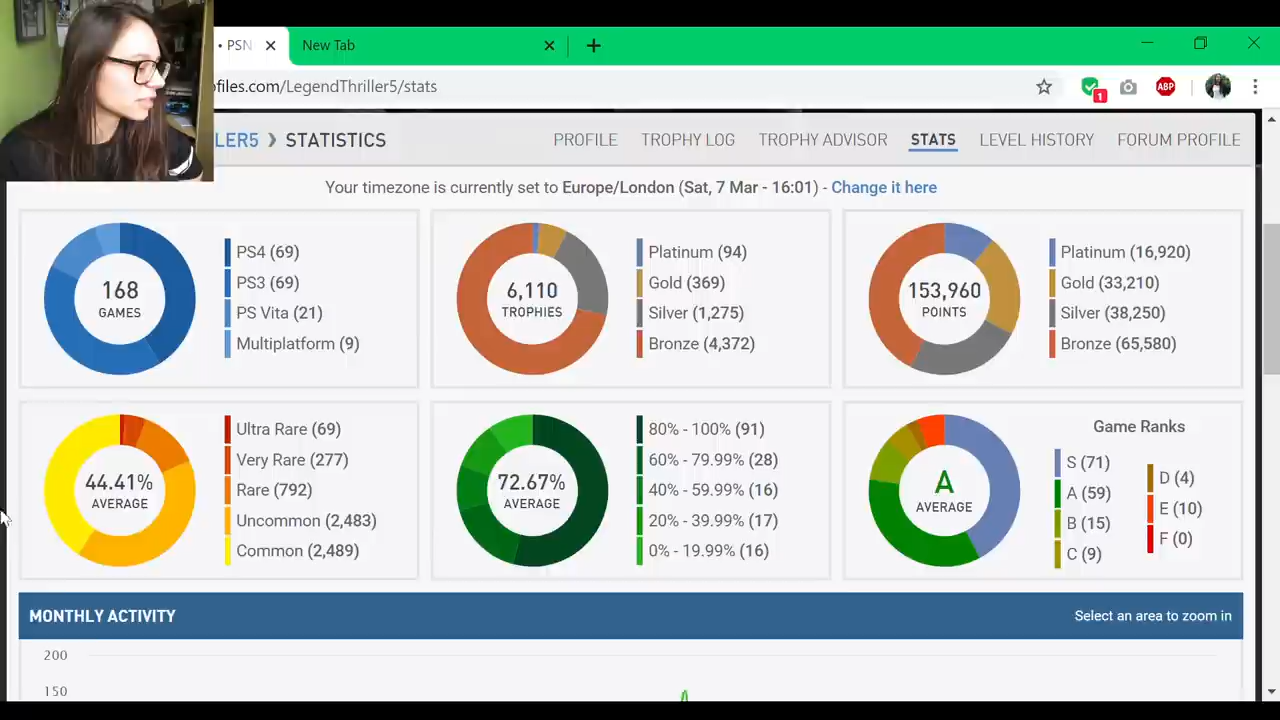 • PSN
New Tab
files.com/LegendThriller5/stats
LER5 › STATISTICS
PROFILE TROPHY LOG TROPHY ADVISOR STATS LEVEL HISTORY FORUM PROFILE
Your timezone is currently set to Europe/London (Sat, 7 Mar - 16:01) - Change it here
168
GAMES
PS4 (69)
PS3 (69)
PS Vita (21)
Multiplatform (9)
6,110
TROPHIES
Platinum (94)
Gold (369)
Silver (1,275)
Bronze (4,372)
153,960
POINTS
Platinum (16,920)
Gold (33,210)
Silver (38,250)
Bronze (65,580)
44.41%
AVERAGE
Ultra Rare (69)
Very Rare (277)
Rare (792)
Uncommon (2,483)
Common (2,489)
72.67%
AVERAGE
80% - 100% (91)
60% - 79.99% (28)
40% - 59.99% (16)
20% - 39.99% (17)
0% - 19.99% (16)
A
AVERAGE
Game Ranks
S (71)
A (59)
B (15)
C (9)
D (4)
E (10)
F (0)
MONTHLY ACTIVITY
Select an area to zoom in
200
150
1
ABP